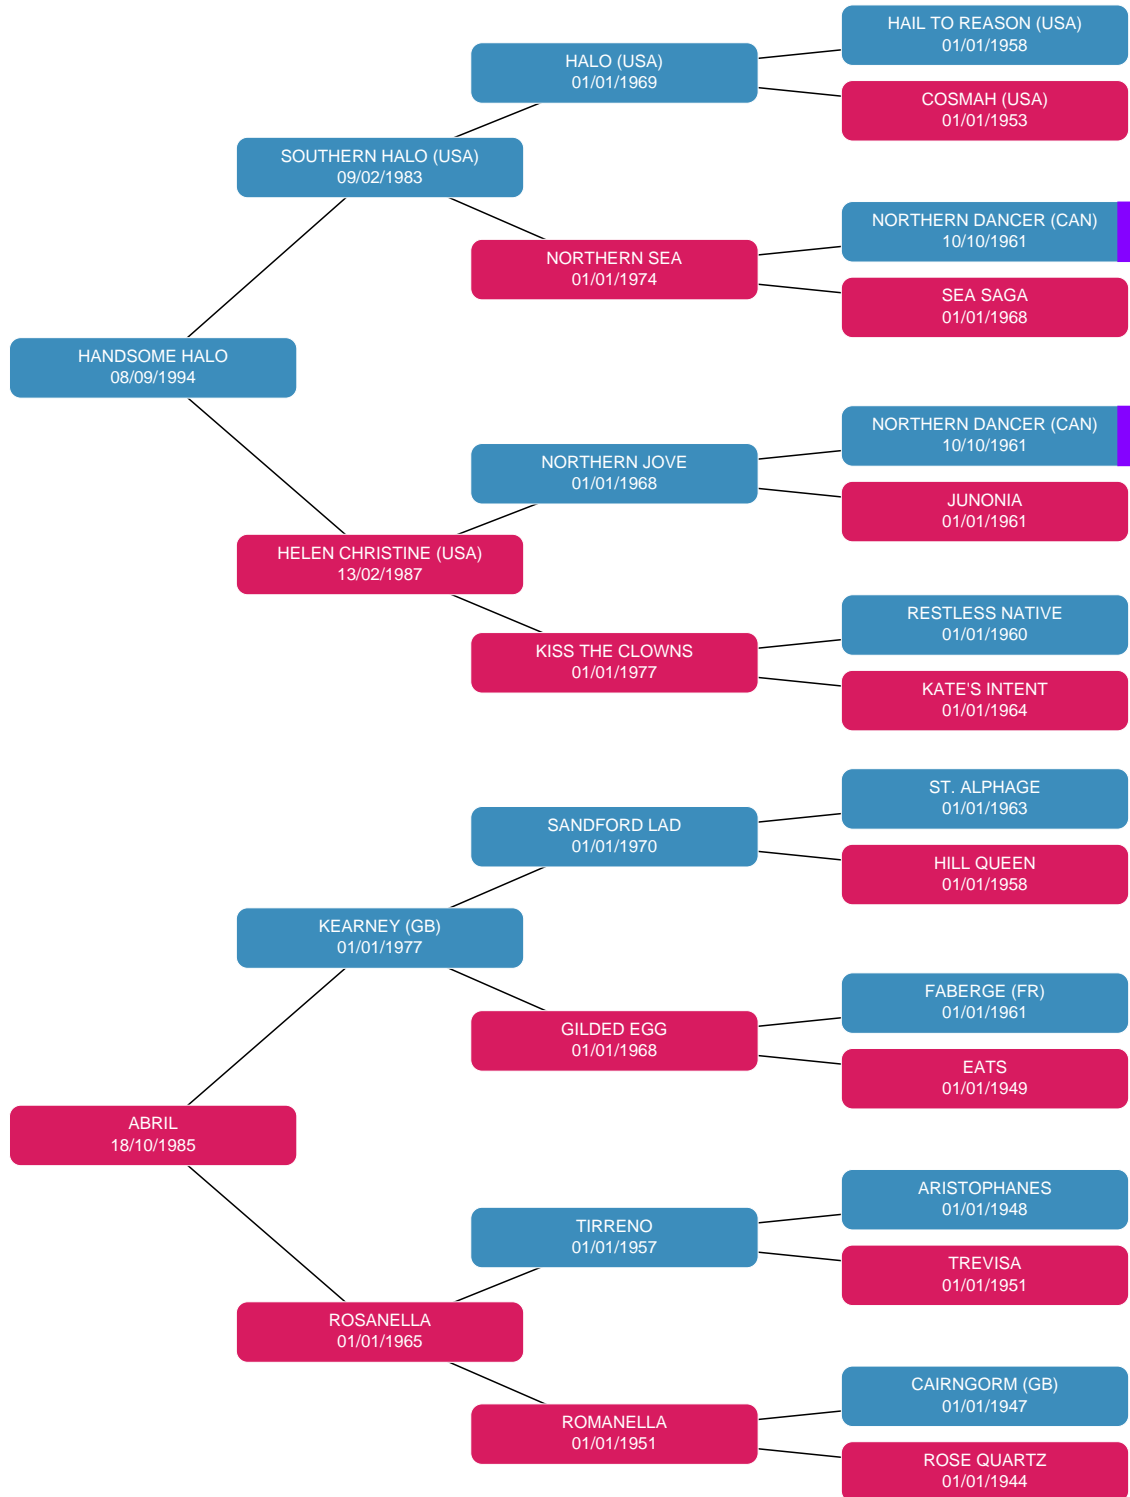 HAIL TO REASON (USA)
01/01/1958
HALO (USA)
01/01/1969
COSMAH (USA)
01/01/1953
SOUTHERN HALO (USA)
09/02/1983
NORTHERN DANCER (CAN)
10/10/1961
NORTHERN SEA
01/01/1974
SEA SAGA
01/01/1968
HANDSOME HALO
08/09/1994
NORTHERN DANCER (CAN)
10/10/1961
NORTHERN JOVE
01/01/1968
JUNONIA
01/01/1961
HELEN CHRISTINE (USA)
13/02/1987
RESTLESS NATIVE
01/01/1960
KISS THE CLOWNS
01/01/1977
KATE'S INTENT
01/01/1964
ST. ALPHAGE
01/01/1963
SANDFORD LAD
01/01/1970
HILL QUEEN
01/01/1958
KEARNEY (GB)
01/01/1977
FABERGE (FR)
01/01/1961
GILDED EGG
01/01/1968
EATS
01/01/1949
ABRIL
18/10/1985
ARISTOPHANES
01/01/1948
TIRRENO
01/01/1957
TREVISA
01/01/1951
ROSANELLA
01/01/1965
CAIRNGORM (GB)
01/01/1947
ROMANELLA
01/01/1951
ROSE QUARTZ
01/01/1944